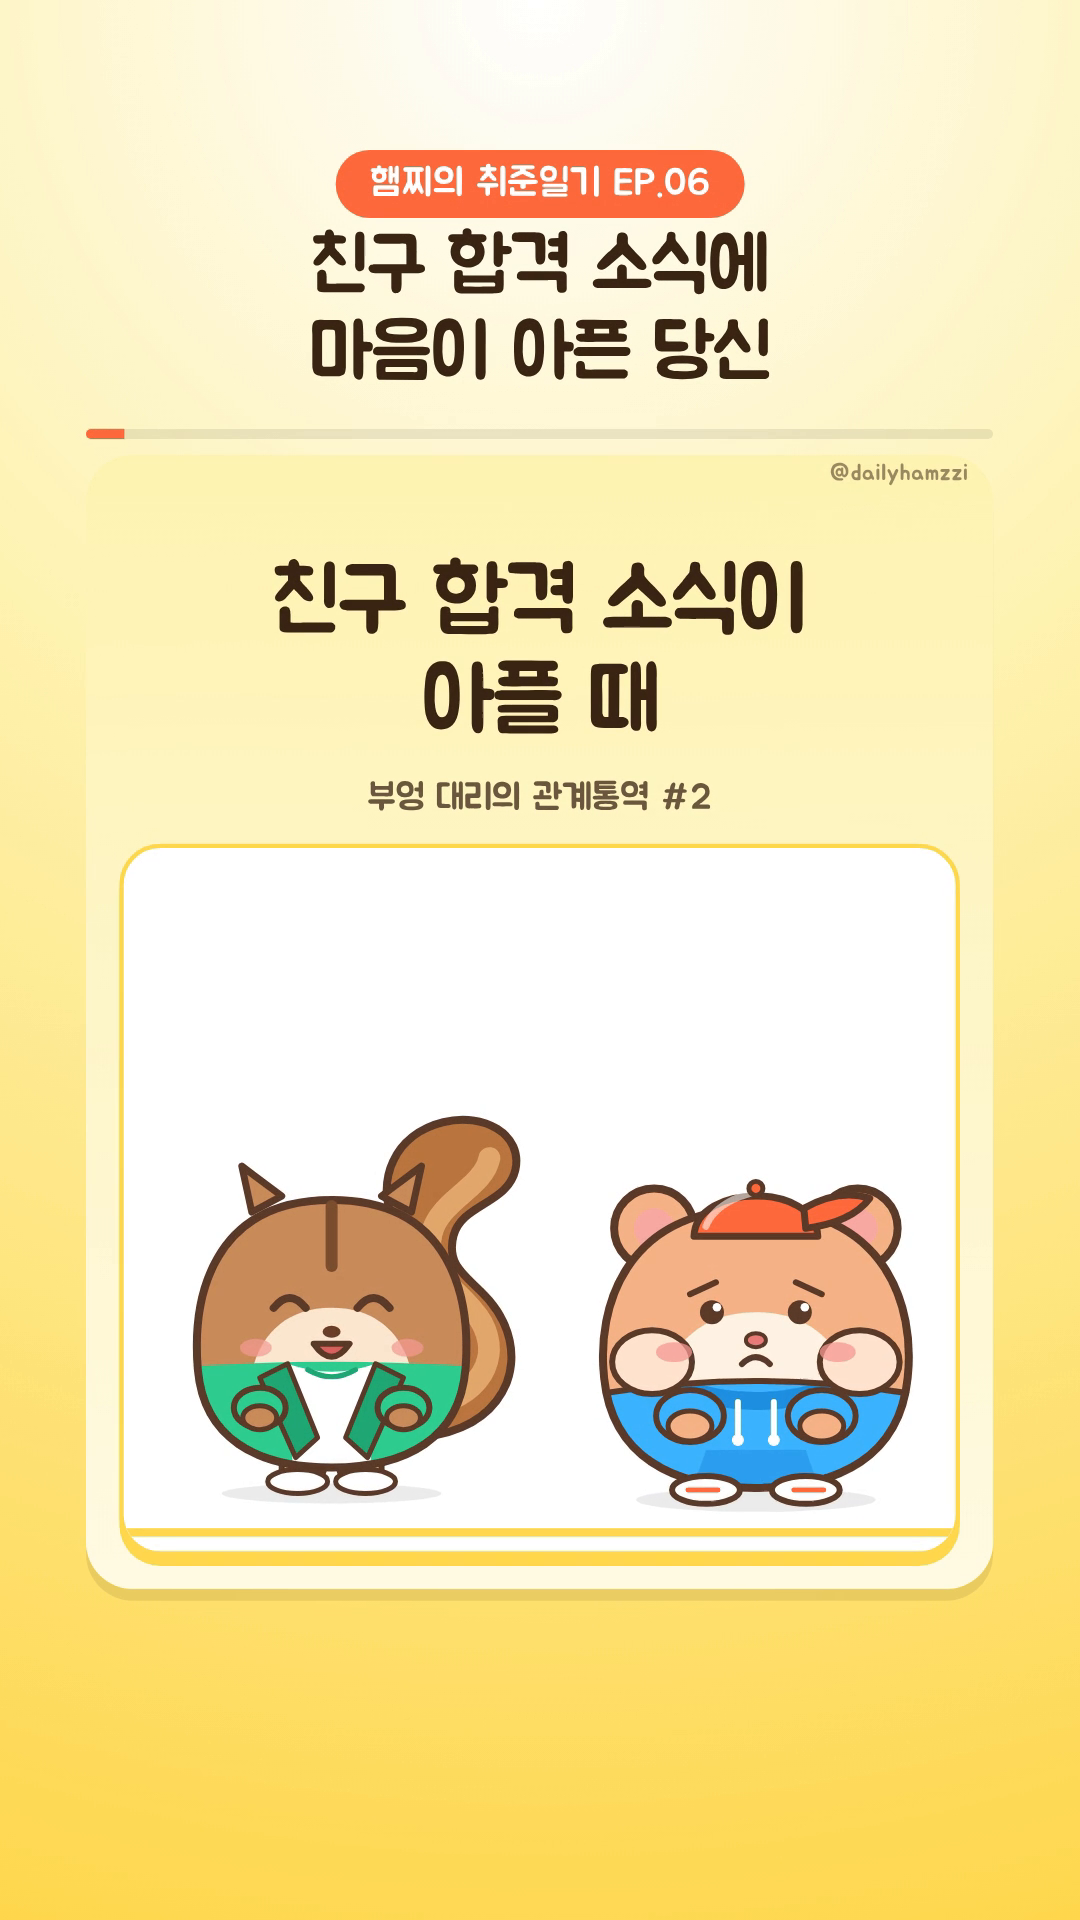 햄찌의 취준일기 EP.06
친구 합격 소식에
마음이 아픈 당신
@dailyhamzzi
친구 합격 소식이
아플 때
부엉 대리의 관계통역 #2